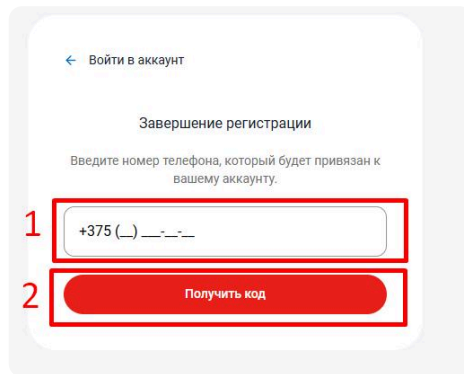 ← Войти в аккаунт
Завершение регистрации
Введите номер телефона, который будет привязан к
вашему аккаунту.
1
+375 (__) ___-__-__
2
Получить код